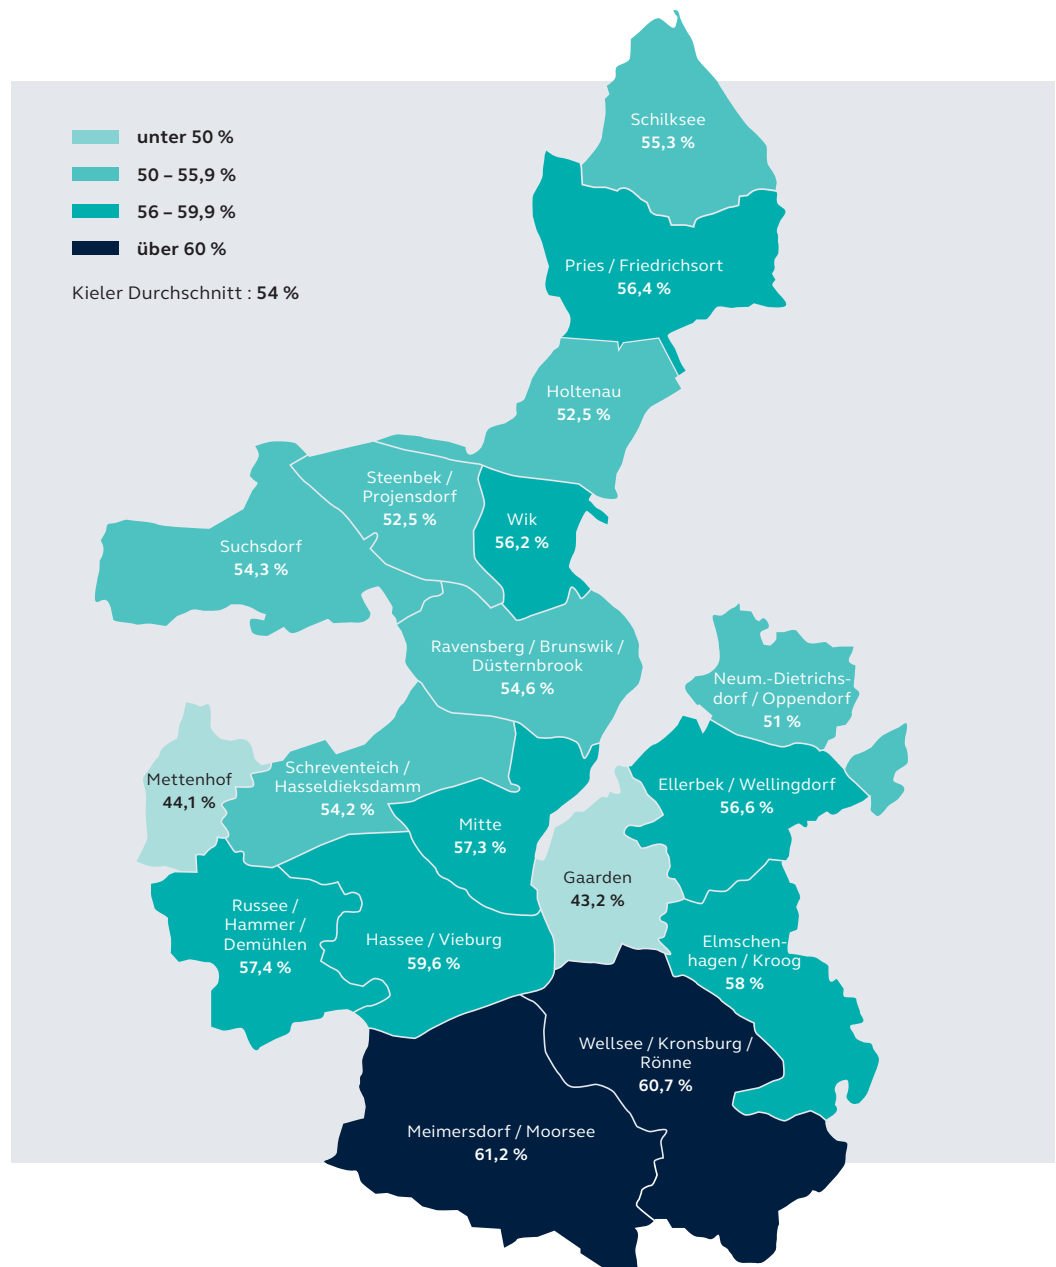 unter 50 %
50 – 55,9 %
56 – 59,9 %
über 60 %
Kieler Durchschnitt : 54 %
Schilksee
55,3 %
Pries / Friedrichsort
56,4 %
Holtenau
52,5 %
Steenbek /
Projensdorf
52,5 %
Wik
56,2 %
Suchsdorf
54,3 %
Ravensberg / Brunswik /
Düsternbrook
54,6 %
Neum.-Dietrichs-
dorf / Oppendorf
51 %
Mettenhof
44,1 %
Schreventeich /
Hasseldieksdamm
54,2 %
Ellerbek / Wellingdorf
56,6 %
Mitte
57,3 %
Gaarden
43,2 %
Russee /
Hammer /
Demühlen
57,4 %
Hassee / Vieburg
59,6 %
Elmschen-
hagen / Kroog
58 %
Wellsee / Kronsburg /
Rönne
60,7 %
Meimersdorf / Moorsee
61,2 %